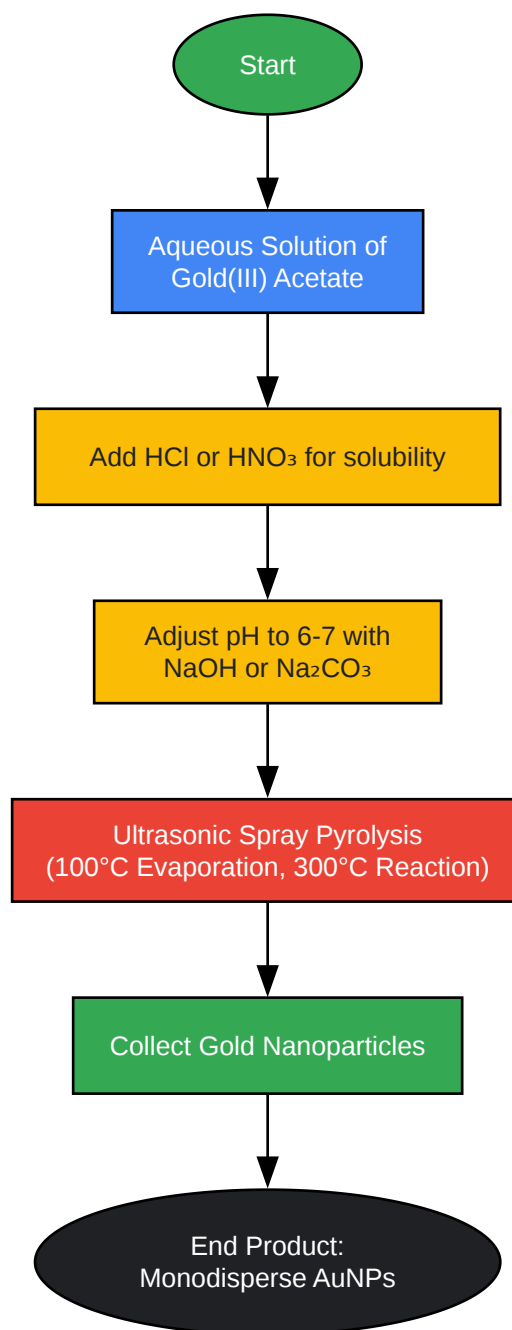 Start
Aqueous Solution of
Gold(III) Acetate
Add HCl or HNO₃ for solubility
Adjust pH to 6-7 with
NaOH or Na₂CO₃
Ultrasonic Spray Pyrolysis
(100°C Evaporation, 300°C Reaction)
Collect Gold Nanoparticles
End Product:
Monodisperse AuNPs